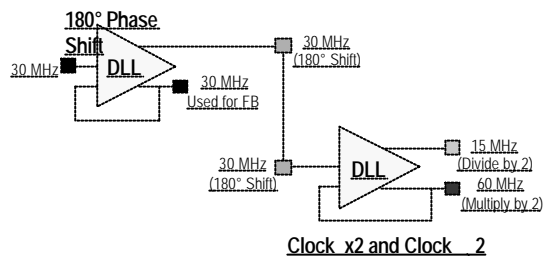 180° Phase
Shift
30 MHz
DLL
30 MHz
Used for FB
30 MHz
(180° Shift)
30 MHz
(180° Shift)
DLL
15 MHz
(Divide by 2)
60 MHz
(Multiply by 2)
Clock x2 and Clock 2